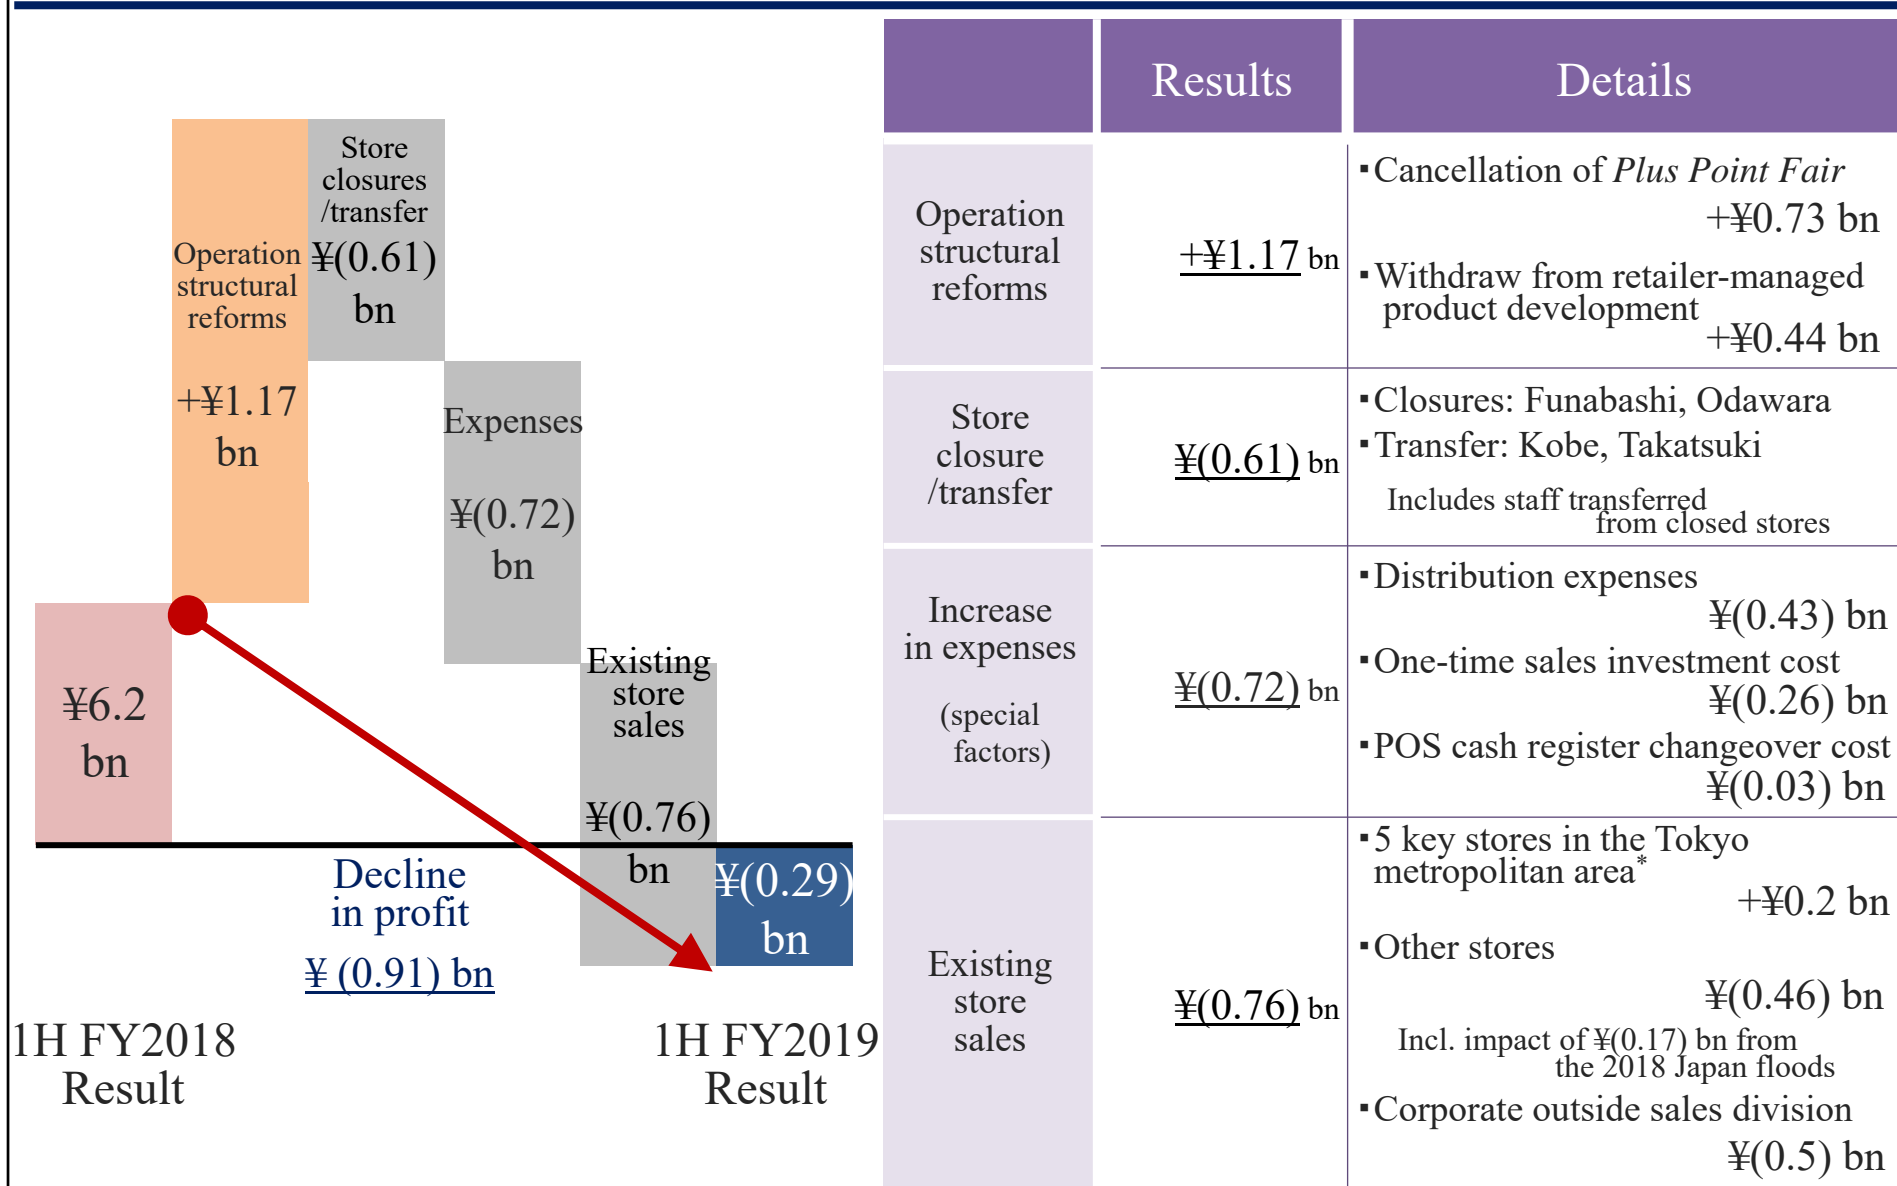 Store
closures
/transfer
¥(0.61)
bn
Operation
structural
reforms
+¥1.17
bn
Expenses
¥(0.72)
bn
Existing
store
sales
¥(0.76)
bn
¥6.2
bn
¥(0.29)
bn
Decline
in profit
¥ (0.91) bn
1H FY2018
Result
1H FY2019
Result
Results
Details
Operation
structural
reforms
+¥1.17 bn
▪Cancellation of Plus Point Fair
+¥0.73 bn
▪Withdraw from retailer-managed
product development
+¥0.44 bn
Store
closure
/transfer
¥(0.61) bn
▪Closures: Funabashi, Odawara
▪Transfer: Kobe, Takatsuki
Includes staff transferred
from closed stores
Increase
in expenses
(special
factors)
¥(0.72) bn
▪Distribution expenses
¥(0.43) bn
▪One-time sales investment cost
¥(0.26) bn
▪POS cash register changeover cost
¥(0.03) bn
Existing
store
sales
¥(0.76) bn
▪5 key stores in the Tokyo
metropolitan area*
+¥0.2 bn
▪Other stores
¥(0.46) bn
Incl. impact of ¥(0.17) bn from
the 2018 Japan floods
▪Corporate outside sales division
¥(0.5) bn